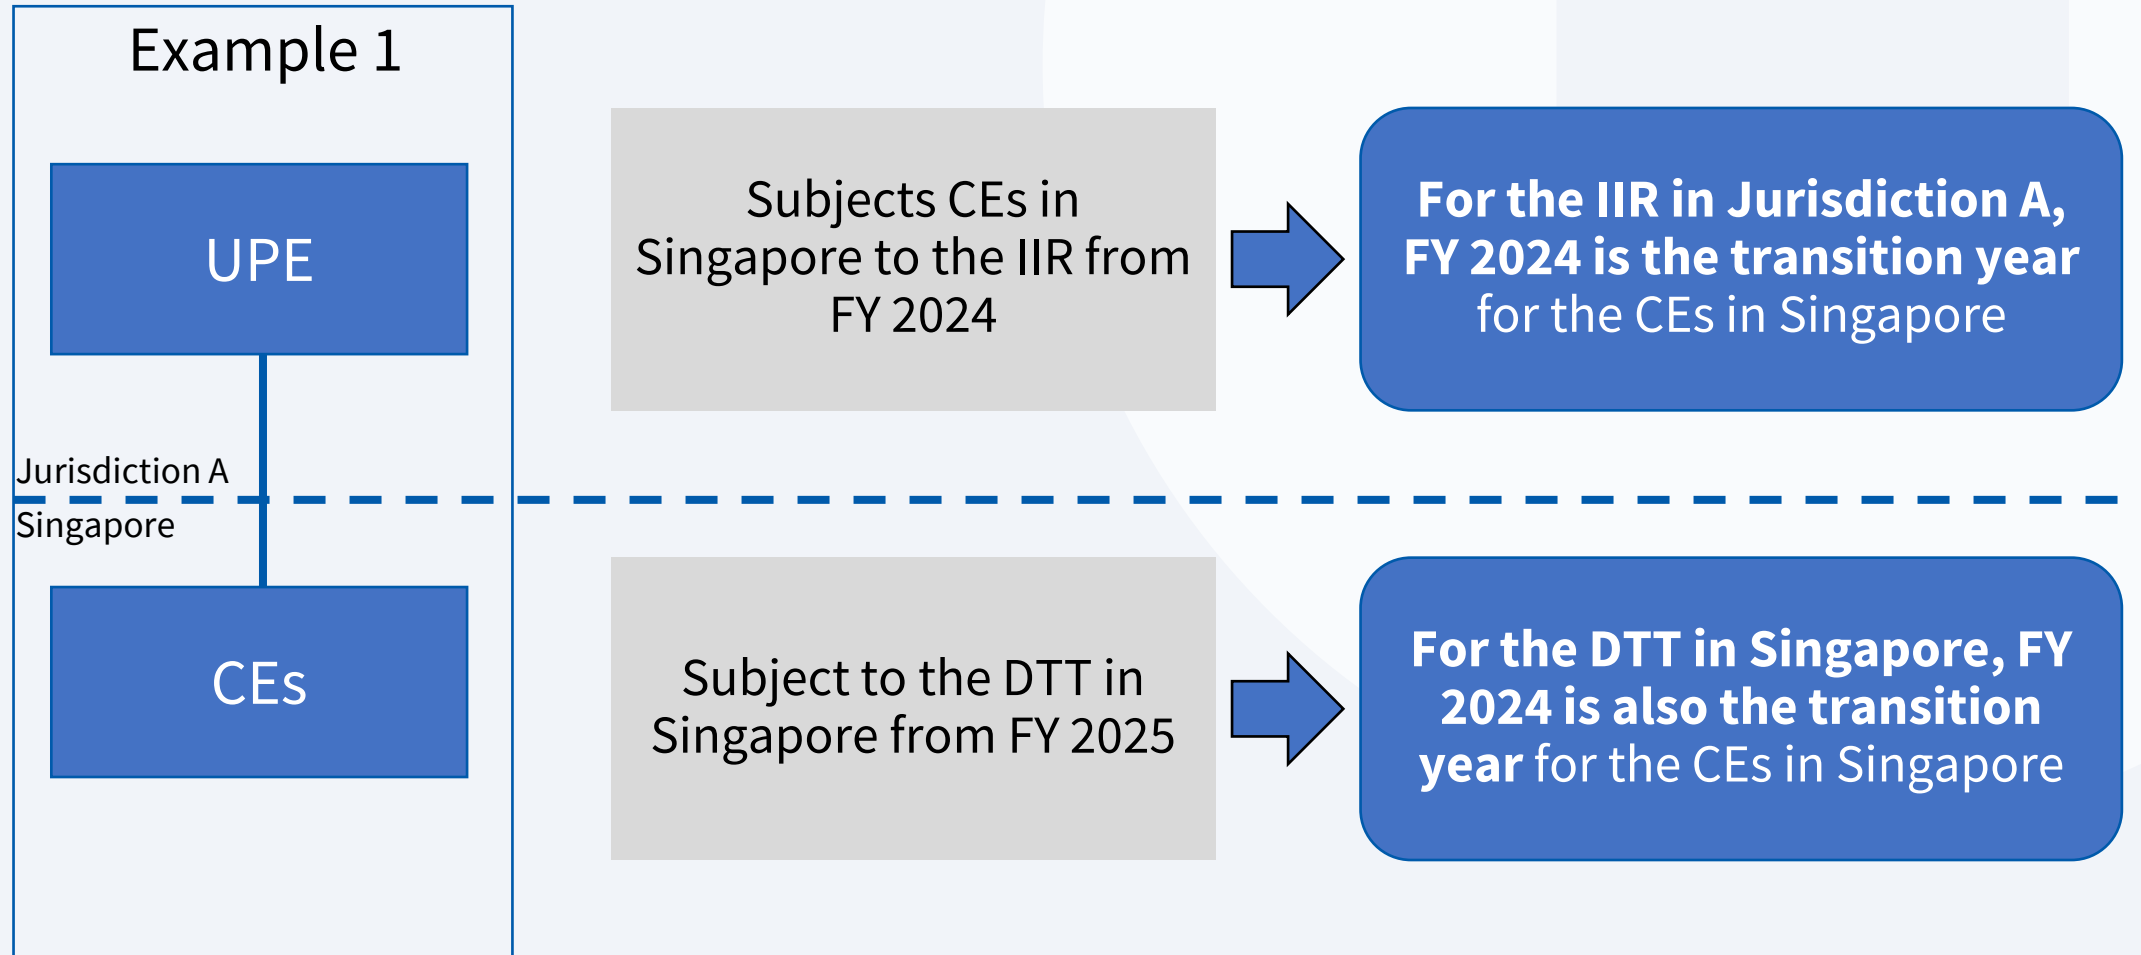 Example 1
UPE
Subjects CEs in
Singapore to the IIR from
FY 2024
For the IIR in Jurisdiction A,
FY 2024 is the transition year
for the CEs in Singapore
Jurisdiction A
Singapore
CEs
Subject to the DTT in
Singapore from FY 2025
For the DTT in Singapore, FY
2024 is also the transition
year for the CEs in Singapore